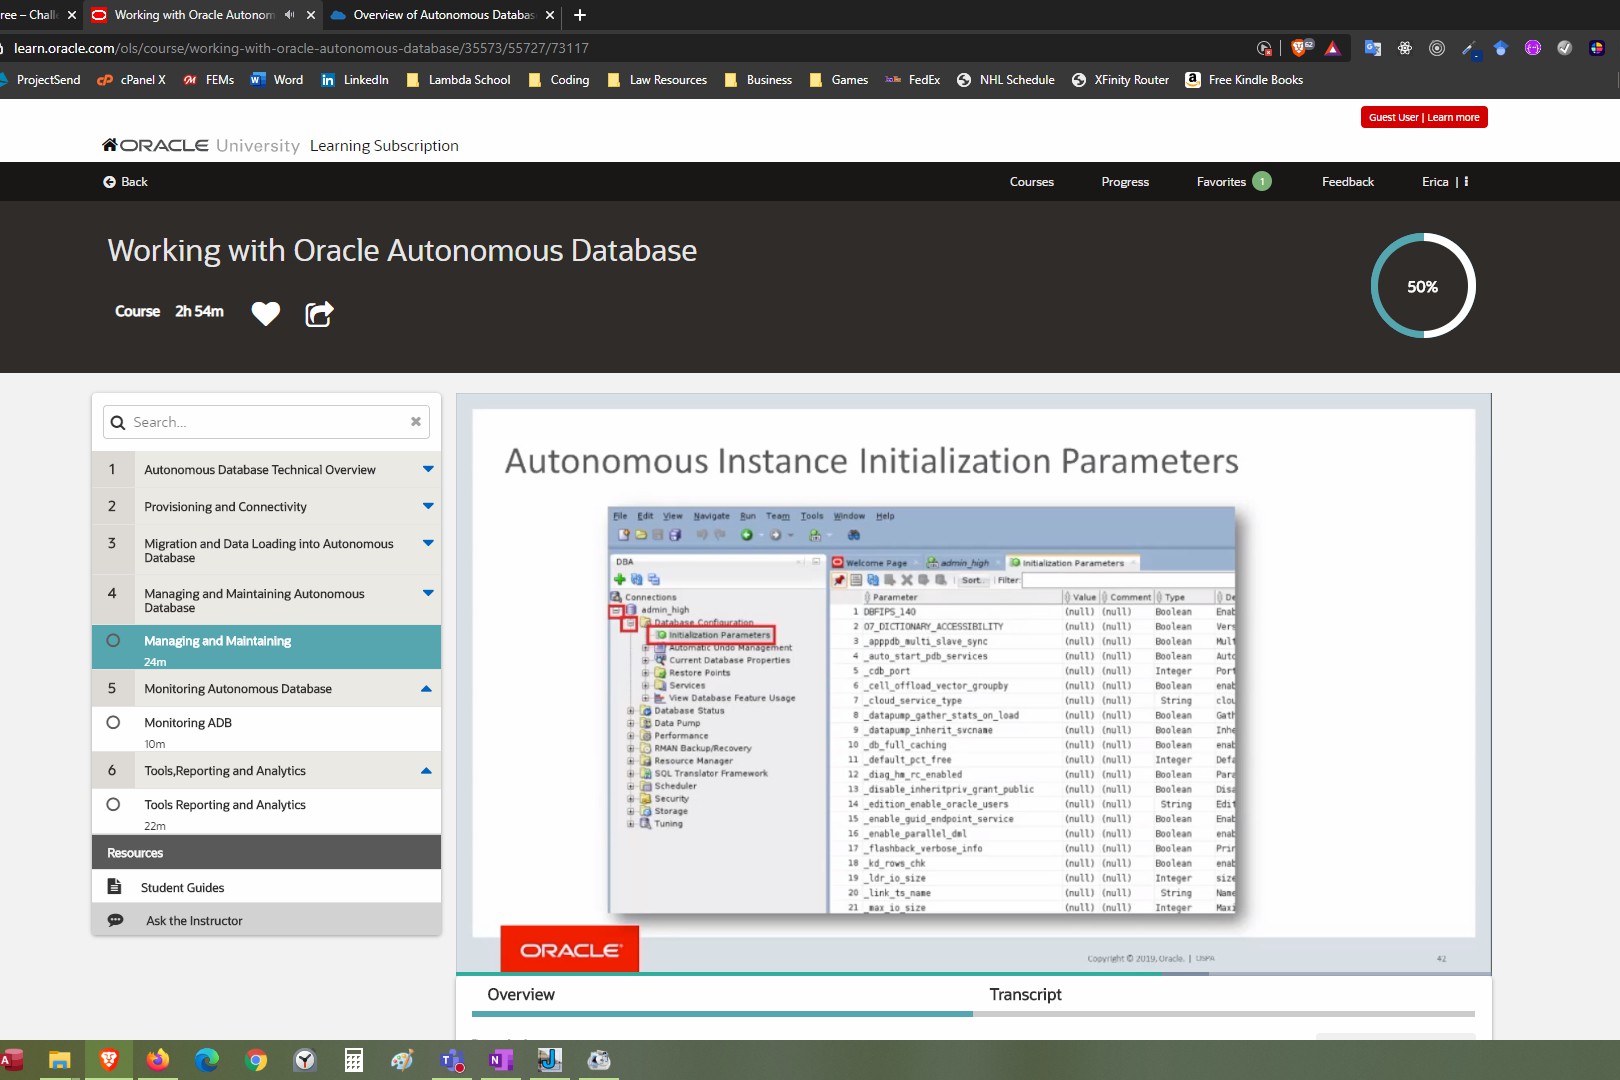 ree – Chall
Working with Oracle Autonom
Overview of Autonomous Databas
learn.oracle.com/ols/course/working-with-oracle-autonomous-database/35573/55727/73117
62
ProjectSend
cPanel X
FEMs
Word
LinkedIn
Lambda School
Coding
Law Resources
Business
Games
FedEx
NHL Schedule
XFinity Router
Free Kindle Books
Guest User | Learn more
ORACLE University Learning Subscription
Back
Courses
Progress
Favorites 1
Feedback
Erica |
Working with Oracle Autonomous Database
Course 2h 54m
50%
Search...
1 Autonomous Database Technical Overview
2 Provisioning and Connectivity
3 Migration and Data Loading into Autonomous
Database
4 Managing and Maintaining Autonomous
Database
Managing and Maintaining
24m
5 Monitoring Autonomous Database
Monitoring ADB
10m
6 Tools,Reporting and Analytics
Tools Reporting and Analytics
22m
Resources
Student Guides
Ask the Instructor
Autonomous Instance Initialization Parameters
File Edit View Navigate Run Team Tools Window Help
DBA
Connections
admin_high
Database Configuration
Initialization Parameters
Automatic Undo Management
Current Database Properties
Restore Points
Services
View Database Feature Usage
Database Status
Data Pump
Performance
RMAN Backup/Recovery
Resource Manager
SQL Translator Framework
Scheduler
Security
Storage
Tuning
Welcome Page
admin_high
Initialization Parameters
Sort... Filter:
Parameter Value Comment Type De
1 DBFIPS_140 (null) (null) Boolean Enab
2 O7_DICTIONARY_ACCESSIBILITY (null) (null) Boolean Vers
3 _appqdb_multi_slave_sync (null) (null) Boolean Mult
4 _auto_start_pdb_services (null) (null) Boolean Auto
5 _cdb_port (null) (null) Integer Port
6 _cell_offload_vector_groupby (null) (null) Boolean enab
7 _cloud_service_type (null) (null) String clou
8 _datapump_gather_stats_on_load (null) (null) Boolean Gath
9 _datapump_inherit_svcname (null) (null) Boolean Inhe
10 _db_full_caching (null) (null) Boolean enab
11 _default_pct_free (null) (null) Integer Defa
12 _diag_hm_rc_enabled (null) (null) Boolean Para
13 _disable_inheritpriv_grant_public (null) (null) Boolean Disa
14 _edition_enable_oracle_users (null) (null) String Edit
15 _enable_guid_endpoint_service (null) (null) Boolean Enab
16 _enable_parallel_dml (null) (null) Boolean enab
17 _flashback_verbose_info (null) (null) Boolean Prin
18 _kd_rows_chk (null) (null) Boolean enab
19 _ldr_io_size (null) (null) Integer size
20 _link_ts_name (null) (null) String Name
21 _max_io_size (null) (null) Integer Maxi
ORACLE
Copyright © 2019, Oracle. |
42
Overview
Transcript